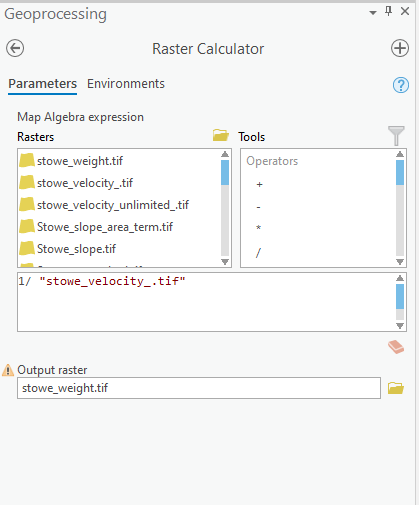 Geoprocessing
Raster Calculator
Parameters Environments
Map Algebra expression
Rasters Tools
stowe_weight.tif
stowe_velocity_.tif
stowe_velocity_unlimited_.tif
Stowe_slope_area_term.tif
Stowe_slope.tif
Operators
+
-
*
/
1/ "stowe_velocity_.tif"
Output raster
stowe_weight.tif